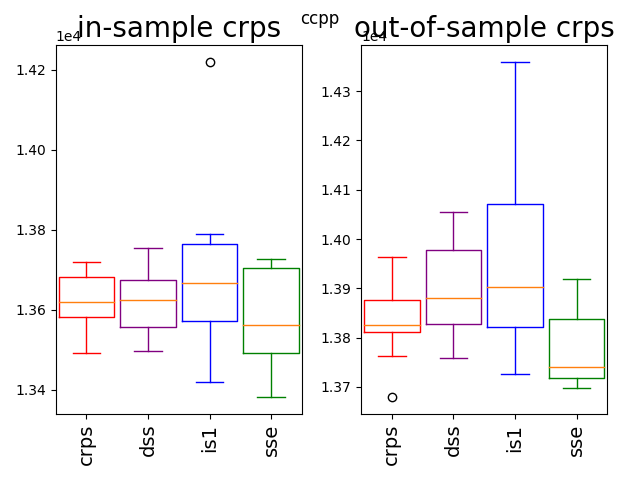 ccpp
in-sample crps
1e4
1.42
1.40
1.38
1.36
1.34
crps
dss
is1
sse
out-of-sample crps
1e4
1.43
1.42
1.41
1.40
1.39
1.38
1.37
crps
dss
is1
sse